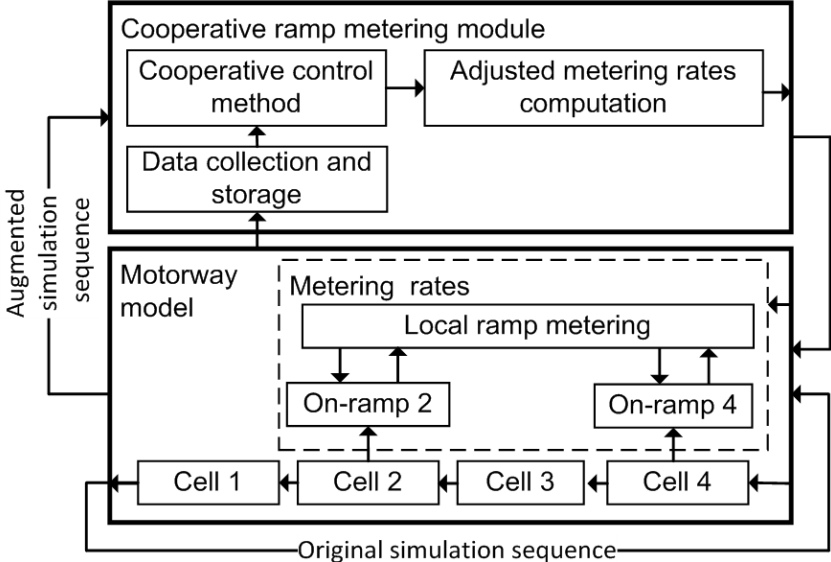 Cooperative ramp metering module
Cooperative control
method
Adjusted metering rates
computation
Data collection and
storage
Augmented
simulation
sequence
Motorway
model
Metering rates
Local ramp metering
On-ramp 2
On-ramp 4
Cell 1
Cell 2
Cell 3
Cell 4
Original simulation sequence